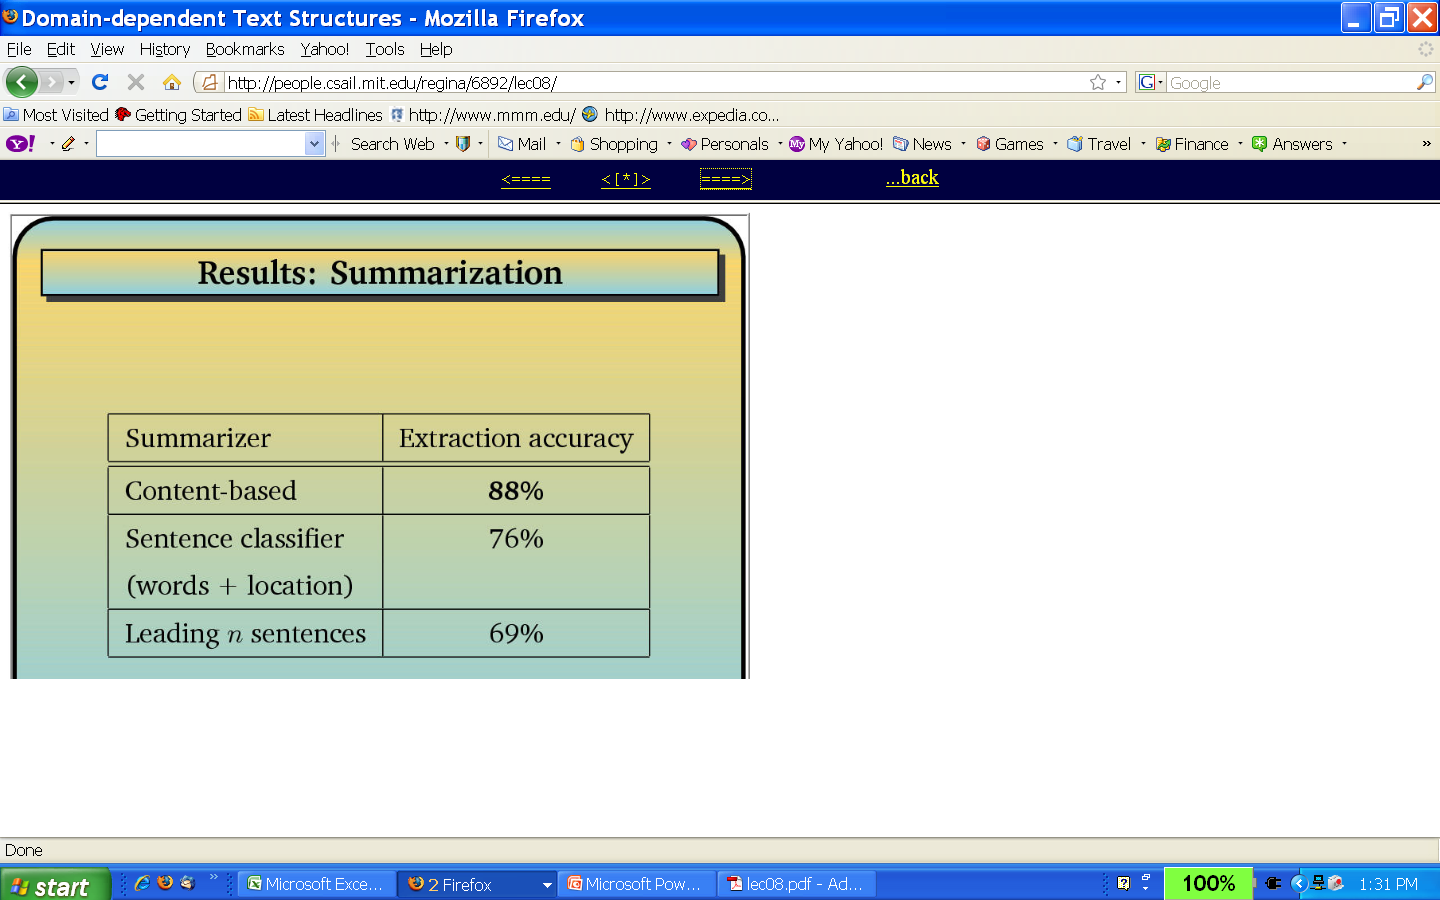 Domain-dependent Text Structures - Mozilla Firefox
File Edit View History Bookmarks Yahoo! Tools Help
http://people.csail.mit.edu/regina/6892/lec08/ G Google
Most Visited Getting Started Latest Headlines http://www.mmm.edu/ http://www.expedia.co...
Y! Search Web Mail Shopping Personals My My Yahoo! News Games Travel Finance Answers »
<==== <[*]> ====> ...back
Results: Summarization
Summarizer Extraction accuracy
Content-based 88%
Sentence classifier 76%
(words + location)
Leading n sentences 69%
Done
start » Microsoft Exce... 2 Firefox Microsoft Pow... lec08.pdf - Ad... ? 100% 1:31 PM